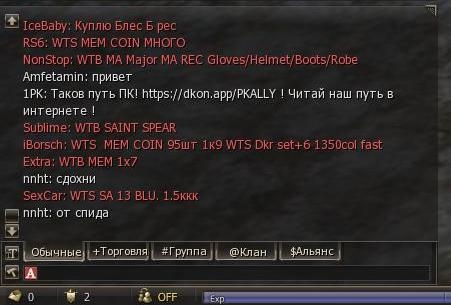 IceBaby: Куплю Блес Б рес
RS6: WTS MEM COIN МНОГО
NonStop: WTB MA Major MA REC Gloves/Helmet/Boots/Robe
Amfetamin: привет
1PK: Таков путь ПК! https://dkon.app/PKALLY ! Читай наш путь в
интернете !
Sublime: WTB SAINT SPEAR
iBorsch: WTS  MEM COIN 95шт 1к9 WTS Dkr set+6 1350col fast
Extra: WTB MEM 1x7
nnht: сдохни
SexCar: WTS SA 13 BLU. 1.5ккк
nnht: от спида
Обычные +Торговля #Группа @Клан $Альянс
A
0 2 OFF Exp